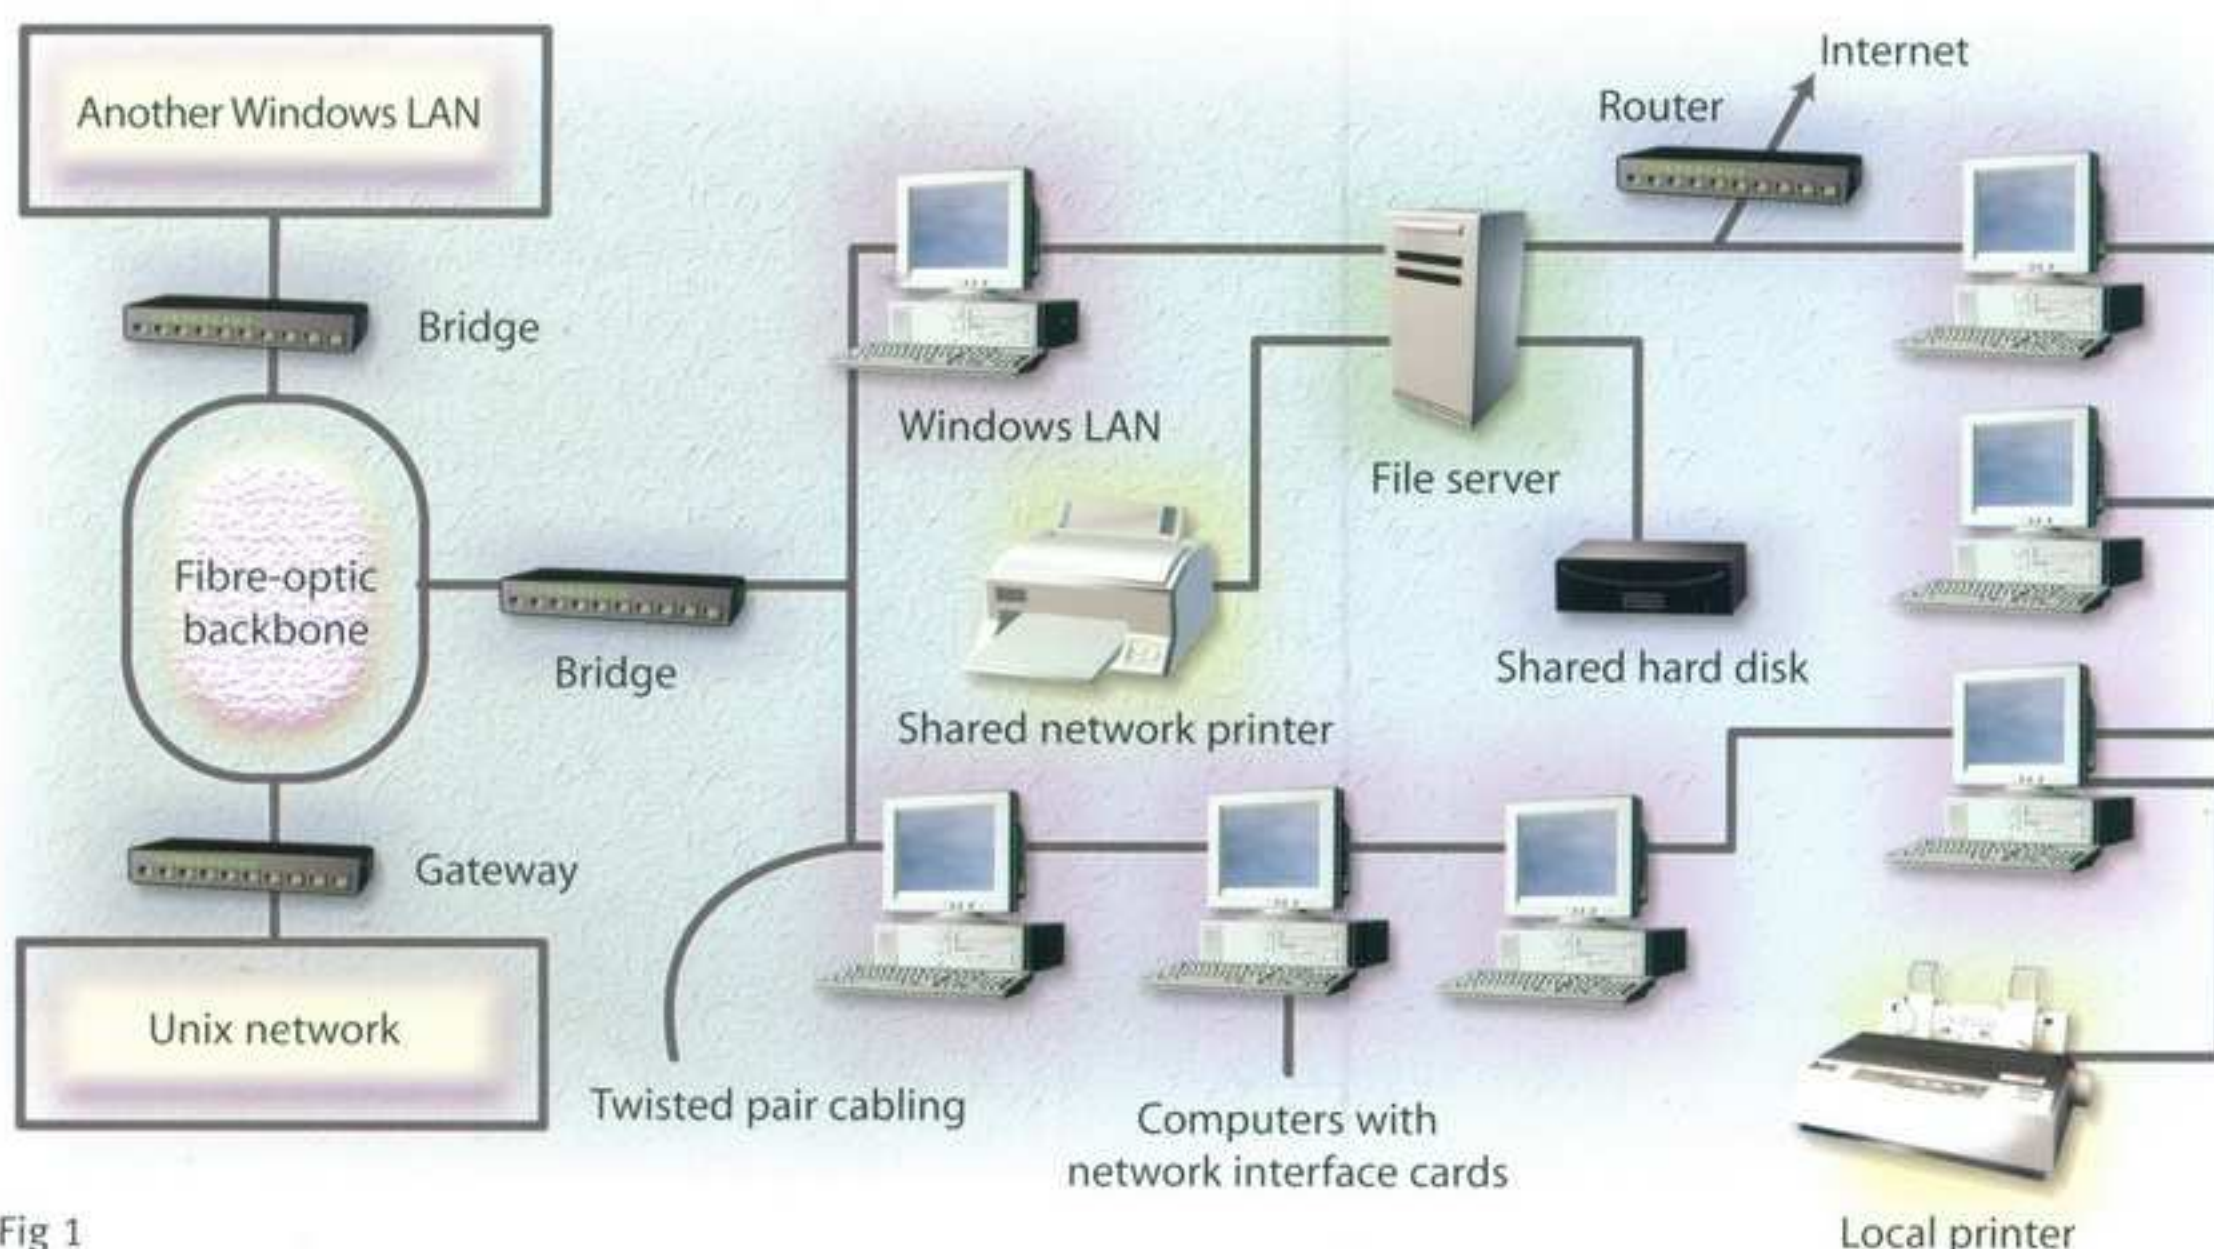 Another Windows LAN
Internet
Router
Bridge
Windows LAN
File server
Fibre-optic
backbone
Bridge
Shared hard disk
Shared network printer
Gateway
Unix network
Twisted pair cabling
Computers with
network interface cards
Local printer
Fig 1